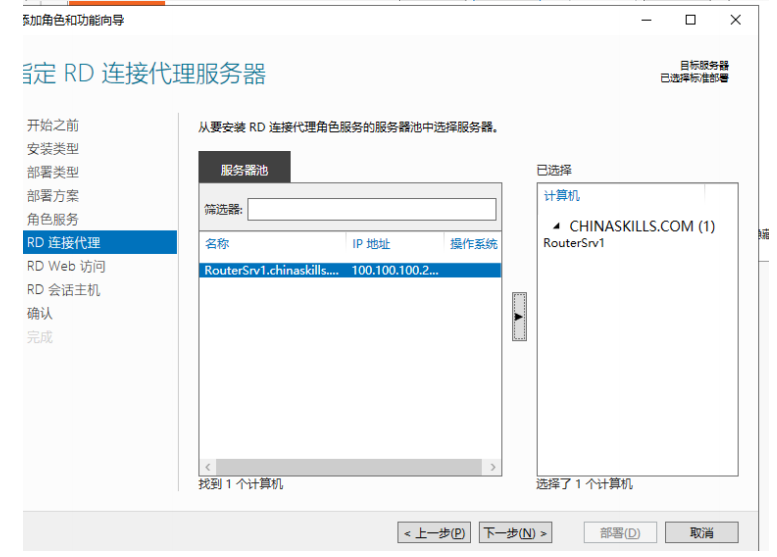 添加角色和功能向导
指定 RD 连接代理服务器
目标服务器
已选择标准部署
开始之前
安装类型
部署类型
部署方案
角色服务
RD 连接代理
RD Web 访问
RD 会话主机
确认
完成
从要安装 RD 连接代理角色服务的服务器池中选择服务器。
服务器池
筛选器:
名称 IP 地址 操作系统
RouterSrv1.chinaskills.... 100.100.100.2...
找到 1 个计算机
已选择
计算机
CHINASKILLS.COM (1)
RouterSrv1
选择了 1 个计算机
< 上一步(P) 下一步(N) > 部署(D) 取消